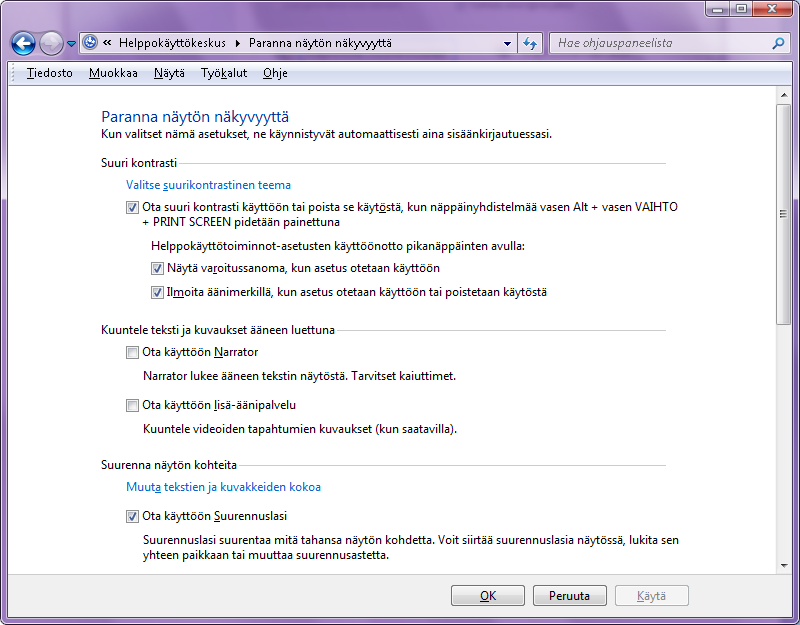 « Helppokäyttökeskus ▸ Paranna näytön näkyvyyttä
Hae ohjauspaneelista
Tiedosto Muokkaa Näytä Työkalut Ohje
Paranna näytön näkyvyyttä
Kun valitset nämä asetukset, ne käynnistyvät automaattisesti aina sisäänkirjautuessasi.
Suuri kontrasti
Valitse suurikontrastinen teema
Ota suuri kontrasti käyttöön tai poista se käytöstä, kun näppäinyhdistelmää vasen Alt + vasen VAIHTO
+ PRINT SCREEN pidetään painettuna
Helppokäyttötoiminnot-asetusten käyttöönotto pikanäppäinten avulla:
Näytä varoitussanoma, kun asetus otetaan käyttöön
Ilmoita äänimerkillä, kun asetus otetaan käyttöön tai poistetaan käytöstä
Kuuntele teksti ja kuvaukset ääneen luettuna
Ota käyttöön Narrator
Narrator lukee ääneen tekstin näytöstä. Tarvitset kaiuttimet.
Ota käyttöön lisä-äänipalvelu
Kuuntele videoiden tapahtumien kuvaukset (kun saatavilla).
Suurenna näytön kohteita
Muuta tekstien ja kuvakkeiden kokoa
Ota käyttöön Suurennuslasi
Suurennuslasi suurentaa mitä tahansa näytön kohdetta. Voit siirtää suurennuslasia näytössä, lukita sen
yhteen paikkaan tai muuttaa suurennusastetta.
OK Peruuta Käytä